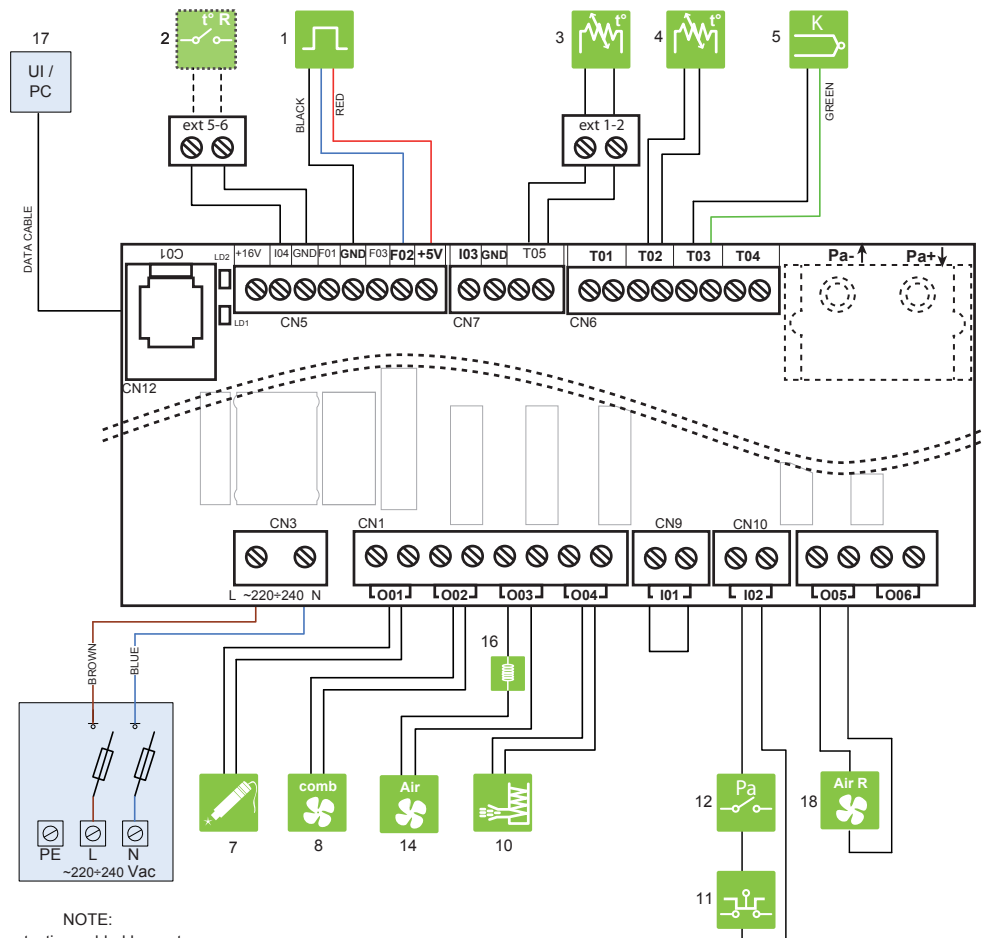 17
UI /
PC
DATA CABLE
2
t° R
1
BLACK
RED
3
t°
4
t°
5
K
GREEN
ext 5-6
ext 1-2
C01
LD2
LD1
CN12
+16V I04 GND F01 GND F03 F02 +5V
CN5
I03 GND T05
CN7
T01 T02 T03 T04
CN6
Pa- Pa+
CN3
L ~220÷240 N
CN1
O01 O02 O03 O04
CN9
I01
CN10
I02
O05 O06
BROWN
BLUE
PE L N
~220÷240 Vac
7
comb
8
16
Air
14
10
Pa
12
11
Air R
18
NOTE: